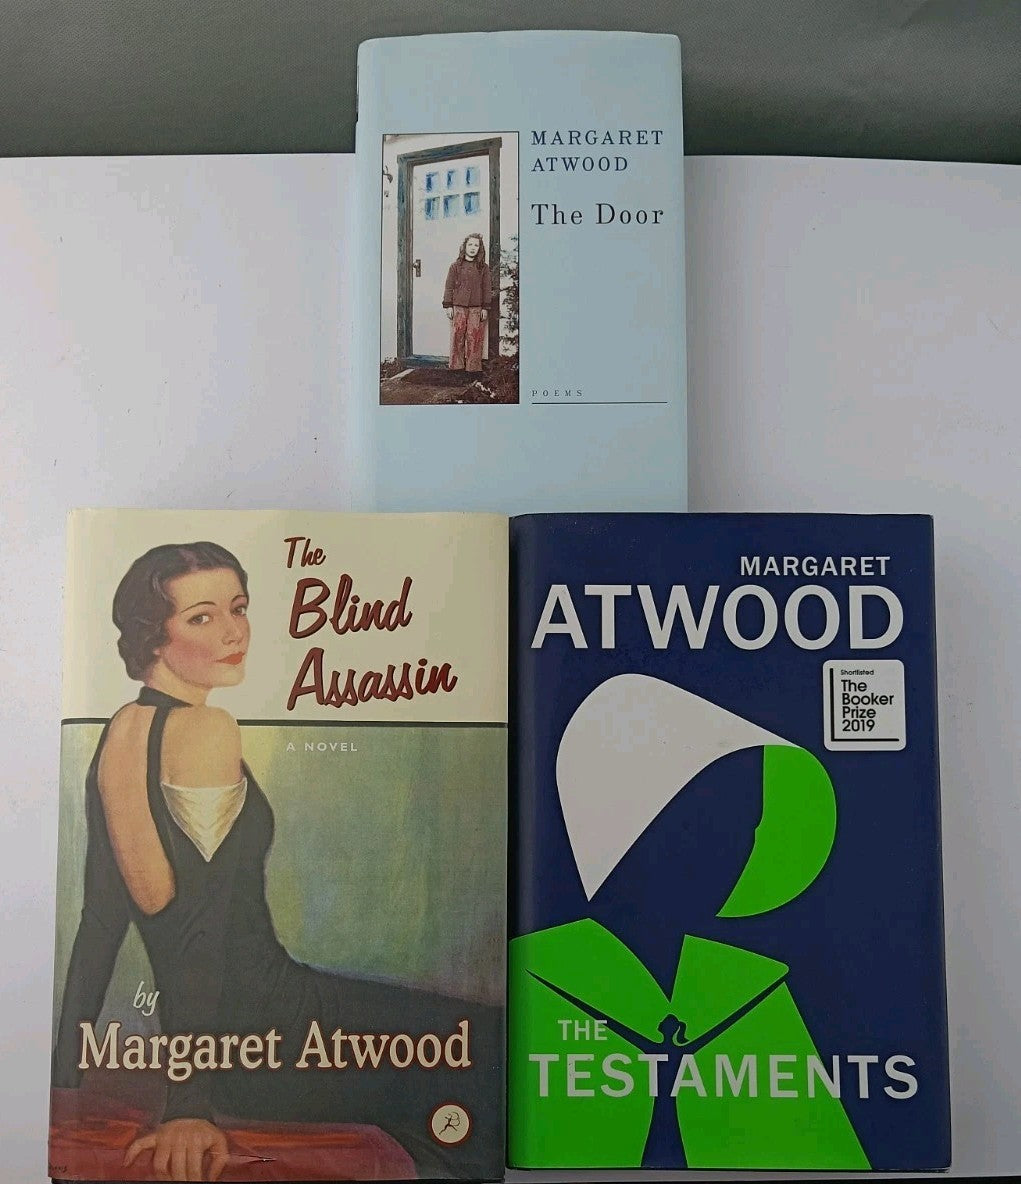 MARGARET
ATWOOD
The Door
POEMS
The
Blind
Assassin
A NOVEL
by
Margaret Atwood
MARGARET
ATWOOD
Shortlisted
The
Booker
Prize
2019
THE
TESTAMENTS